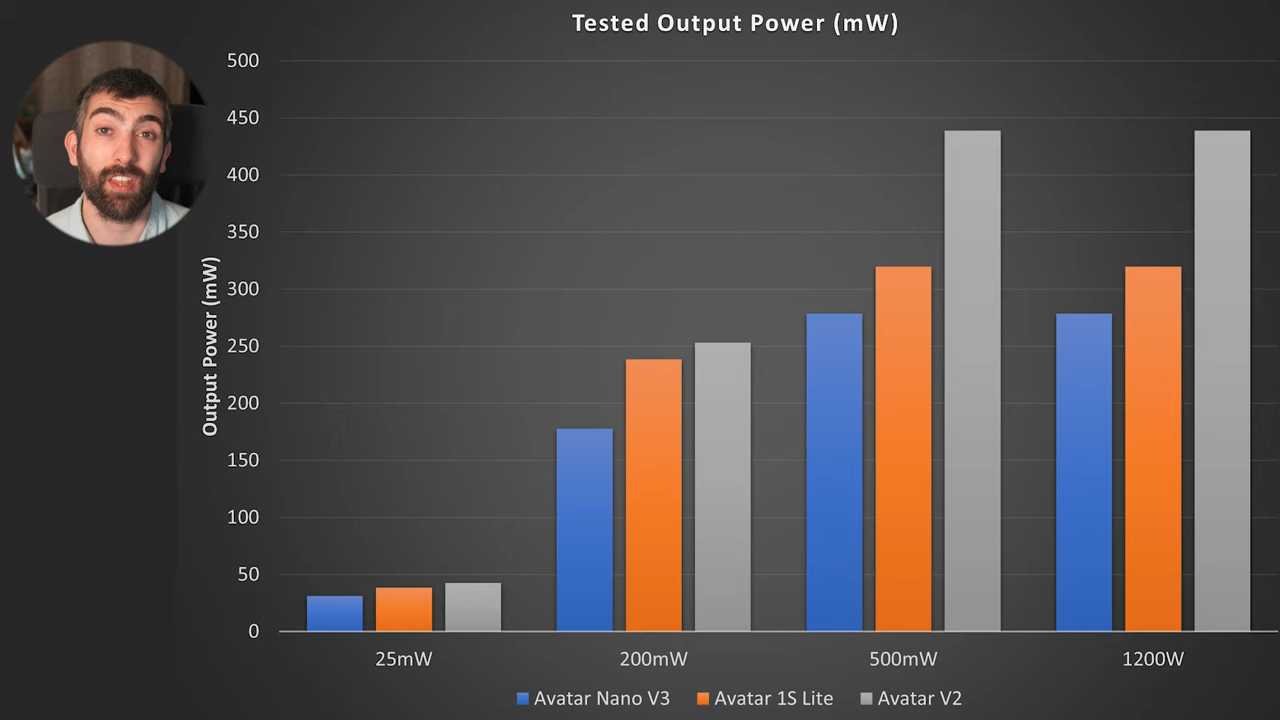 Tested Output Power (mW)
Output Power (mW)
500
450
400
350
300
250
200
150
100
50
0
25mW 200mW 500mW 1200W
Avatar Nano V3 Avatar 1S Lite Avatar V2